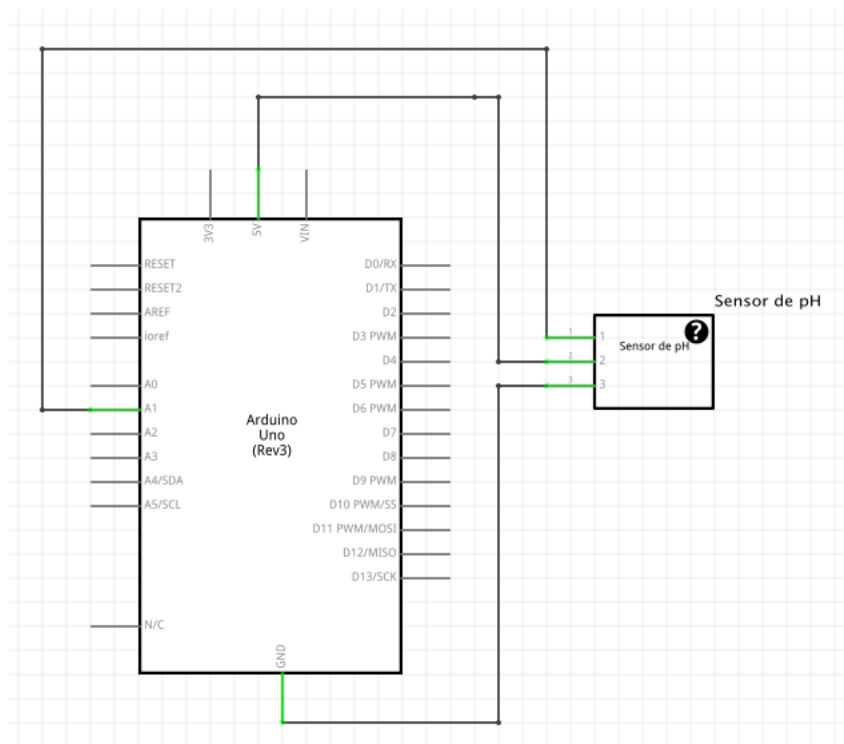 3V3
5V
VIN
RESET
RESET2
AREF
ioref
A0
A1
A2
A3
A4/SDA
A5/SCL
N/C
D0/RX
D1/TX
D2
D3 PWM
D4
D5 PWM
D6 PWM
D7
D8
D9 PWM
D10 PWM/SS
D11 PWM/MOSI
D12/MISO
D13/SCK
Arduino
Uno
(Rev3)
GND
Sensor de pH
?
Sensor de pH
1
1
2
2
3
3